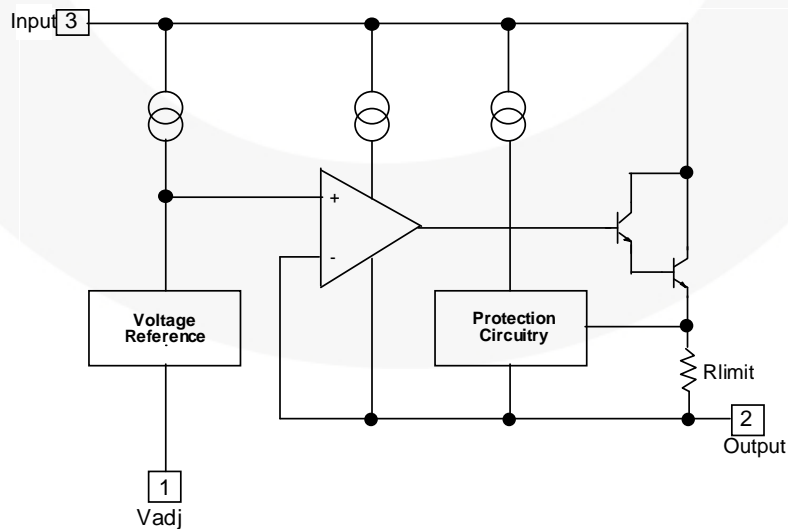 Input 3
+
-
Voltage
Reference
Protection
Circuitry
Rlimit
2
Output
1
Vadj